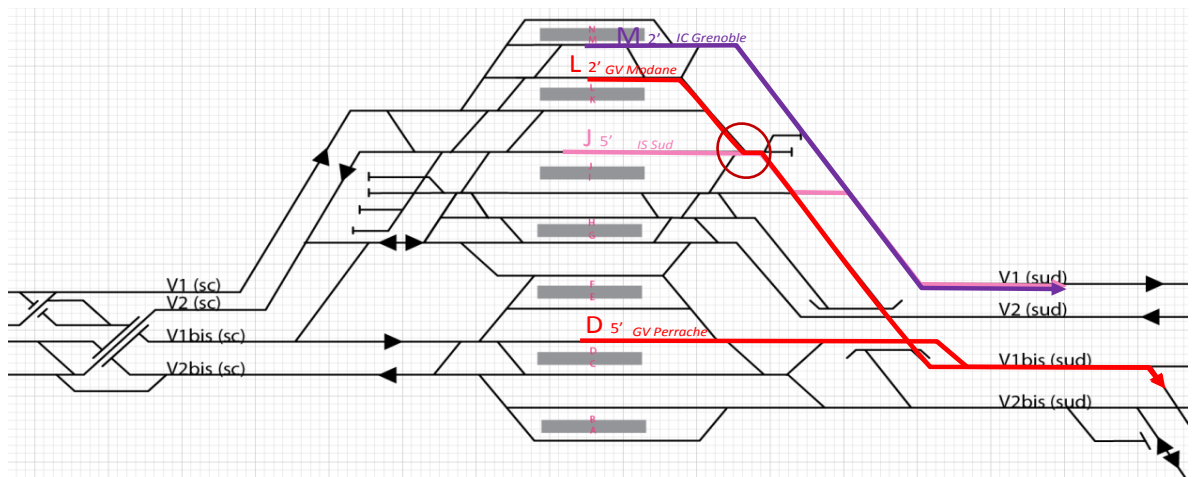 N
M
M 2' IC Grenoble
L 2' GV Modane
L
K
J 5' IS Sud
J
I
H
G
V1 (sc)
V1 (sud)
V2 (sc)
F
E
V2 (sud)
V1bis (sc)
D 5' GV Perrache
D
C
V1bis (sud)
V2bis (sc)
V2bis (sud)
B
A